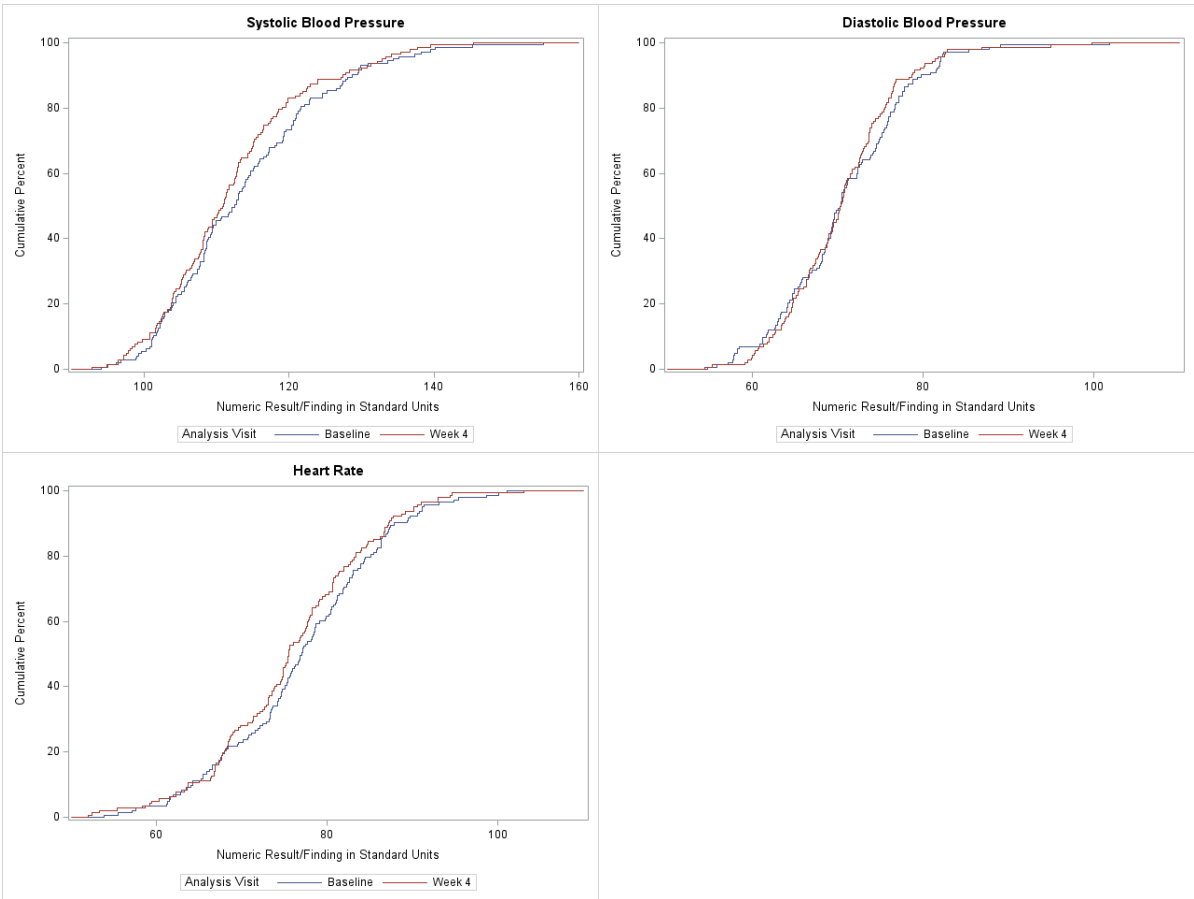 Systolic Blood Pressure
100
80
60
40
20
0
Cumulative Percent
100 120 140 160
Numeric Result/Finding in Standard Units
Analysis Visit Baseline Week 4
Diastolic Blood Pressure
100
80
60
40
20
0
Cumulative Percent
60 80 100
Numeric Result/Finding in Standard Units
Analysis Visit Baseline Week 4
Heart Rate
100
80
60
40
20
0
Cumulative Percent
60 80 100
Numeric Result/Finding in Standard Units
Analysis Visit Baseline Week 4